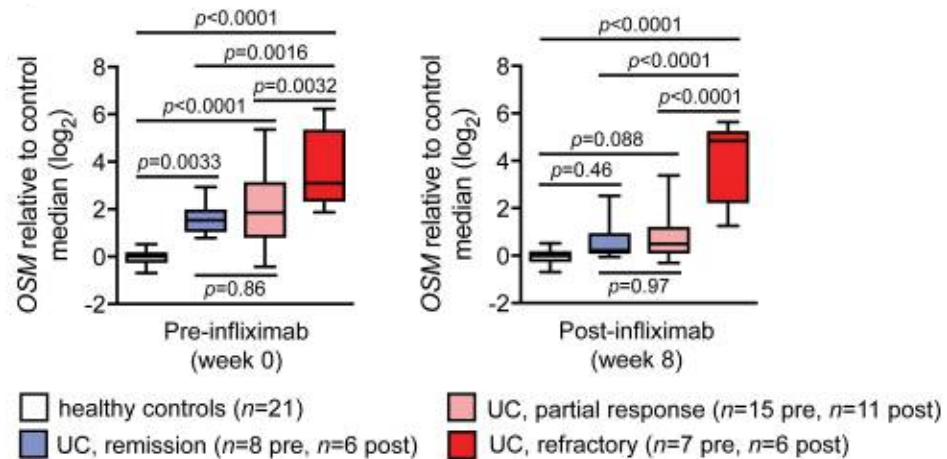 p<0.0001
p=0.0016
p=0.0032
p<0.0001
p=0.0033
p=0.86
8
6
4
2
0
-2
OSM relative to control
median (log2)
Pre-infliximab
(week 0)
p<0.0001
p<0.0001
p<0.0001
p=0.088
p=0.46
p=0.97
8
6
4
2
0
-2
OSM relative to control
median (log2)
Post-infliximab
(week 8)
healthy controls (n=21)
UC, partial response (n=15 pre, n=11 post)
UC, remission (n=8 pre, n=6 post)
UC, refractory (n=7 pre, n=6 post)